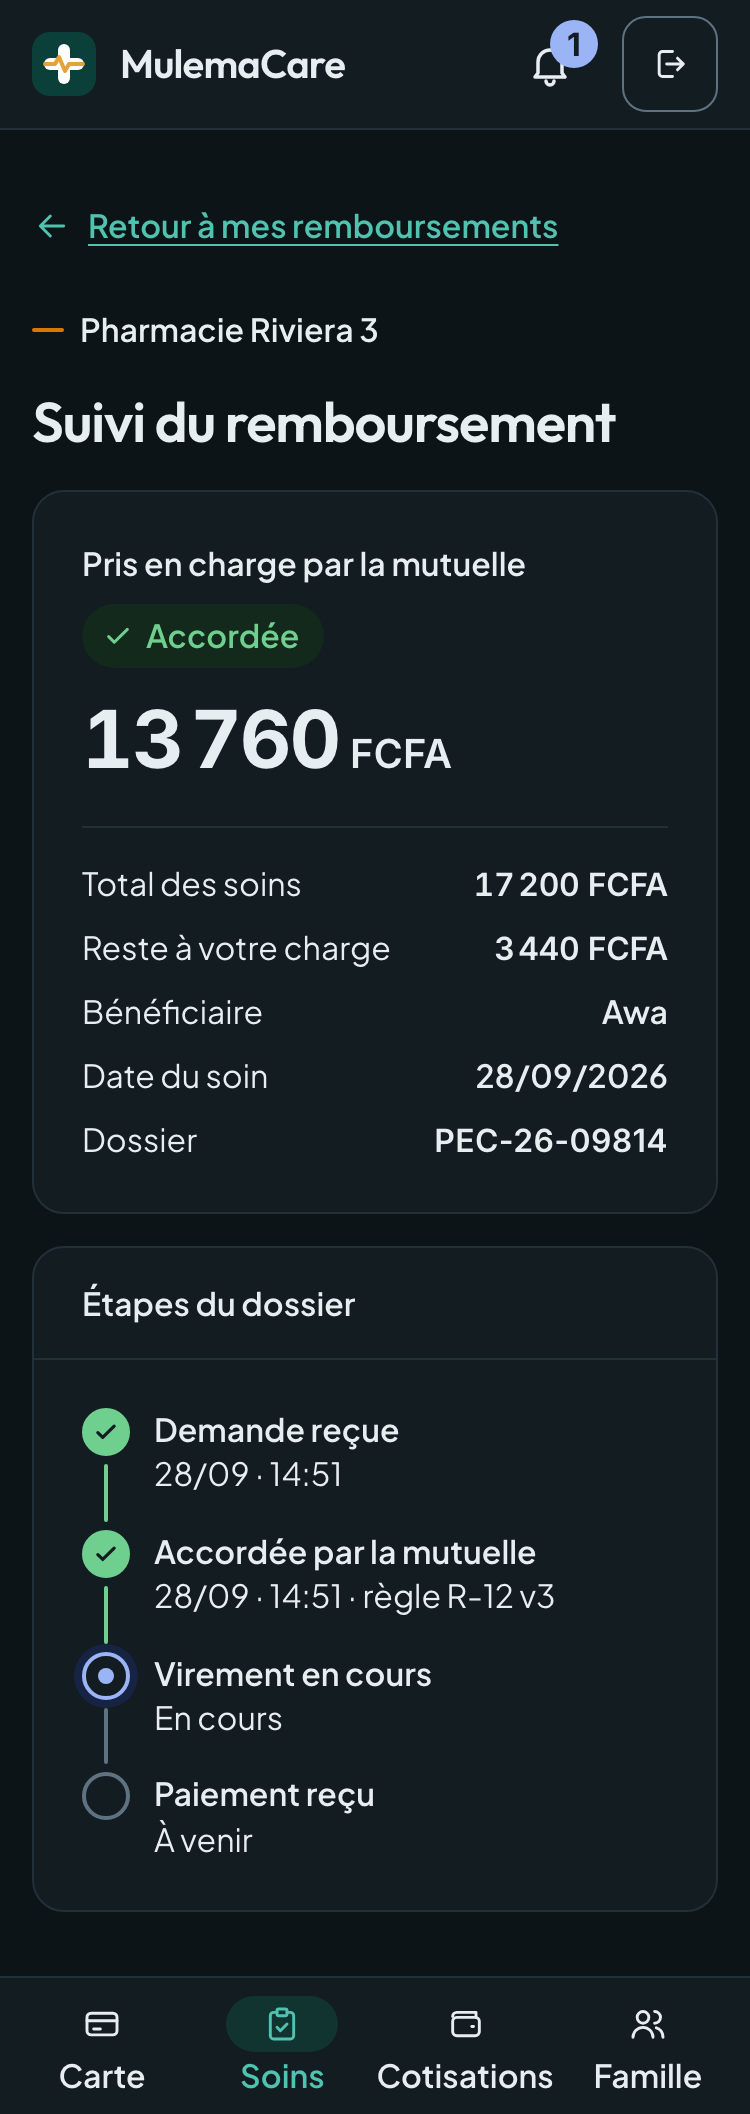 MulemaCare
1
Retour à mes remboursements
Pharmacie Riviera 3
Suivi du remboursement
Pris en charge par la mutuelle
Accordée
13 760 FCFA
Total des soins 17 200 FCFA
Reste à votre charge 3 440 FCFA
Bénéficiaire Awa
Date du soin 28/09/2026
Dossier PEC-26-09814
Étapes du dossier
Demande reçue
28/09 · 14:51
Accordée par la mutuelle
28/09 · 14:51 · règle R-12 v3
Virement en cours
En cours
Paiement reçu
À venir
Carte Soins Cotisations Famille